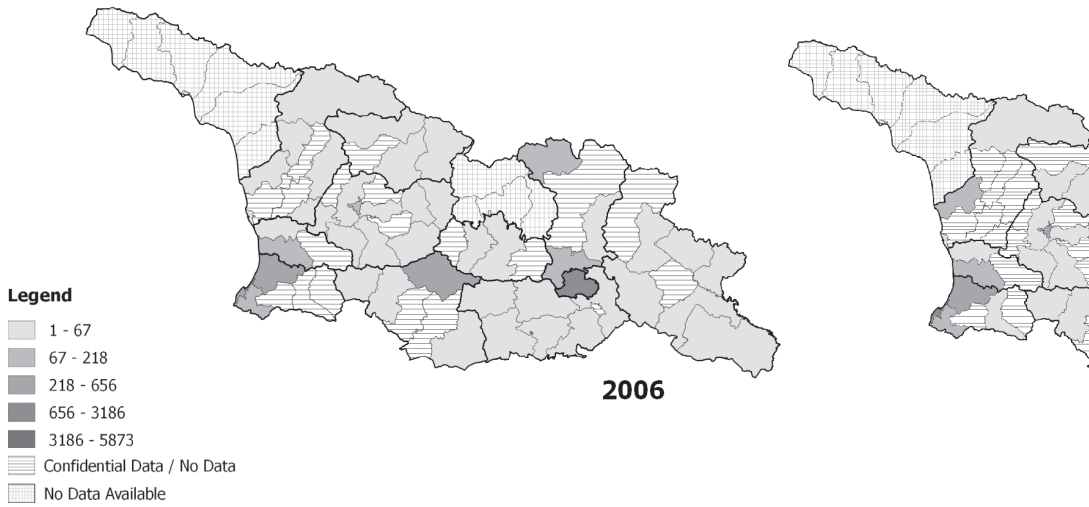 2006
Legend
1 - 67
67 - 218
218 - 656
656 - 3186
3186 - 5873
Confidential Data / No Data
No Data Available